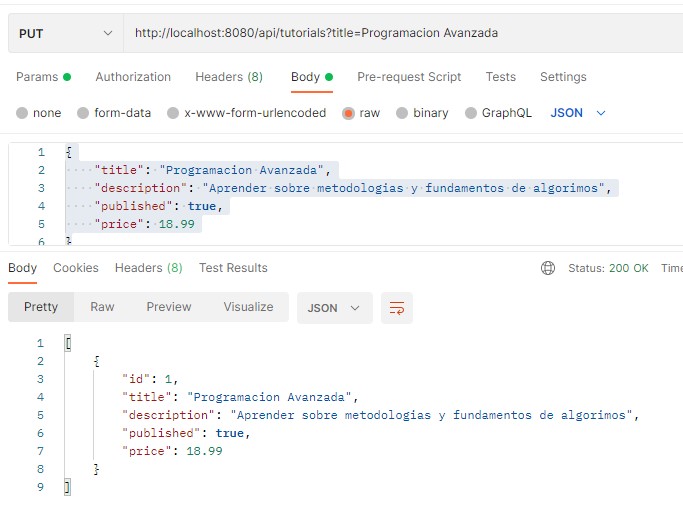 PUT http://localhost:8080/api/tutorials?title=Programacion Avanzada
Params Authorization Headers (8) Body Pre-request Script Tests Settings
none form-data x-www-form-urlencoded raw binary GraphQL JSON
1 {
2 "title": "Programacion Avanzada",
3 "description": "Aprender sobre metodologias y fundamentos de algorimos",
4 "published": true,
5 "price": 18.99
6 }
Body Cookies Headers (8) Test Results Status: 200 OK Time
Pretty Raw Preview Visualize JSON
1 [
2 {
3 "id": 1,
4 "title": "Programacion Avanzada",
5 "description": "Aprender sobre metodologias y fundamentos de algorimos",
6 "published": true,
7 "price": 18.99
8 }
9 ]